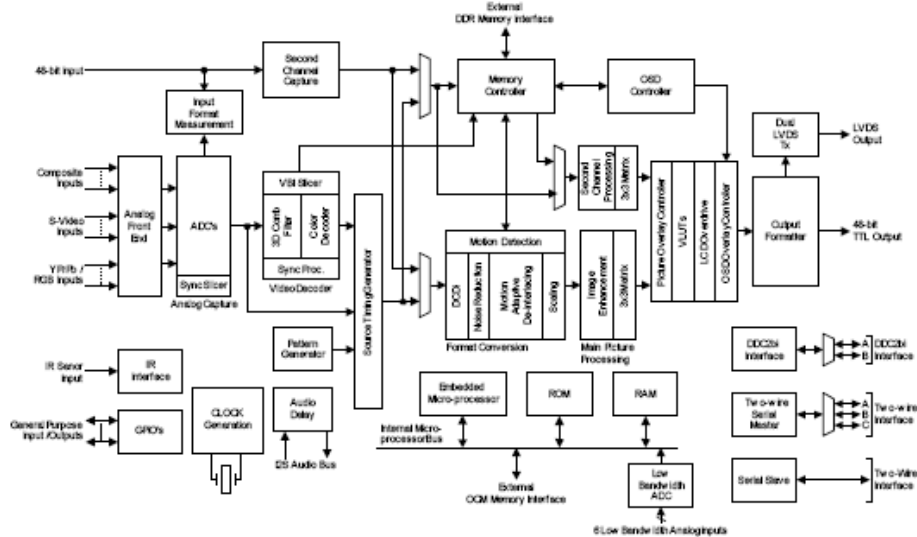 External
DDR Memory Interface
48-bit Input
Second
Channel
Capture
Memory
Controller
OSD
Controller
Input
Format
Measurement
Dual
LVDS
Tx
LVDS
Output
Composite
Inputs
S-Video
Inputs
YPrPb /
RGB Inputs
Analog
Front
End
ADC's
Sync Slicer
Analog Capture
VBI Slicer
3D Comb
Filter
Color
Decoder
Sync Proc.
Video Decoder
Source Timing Generator
Second
Channel
Processing
3x3 Matrix
Picture Overlay Controller
VLUTs
LCD Overdrive
OSD Overlay Controller
Output
Formatter
48-bit
TTL Output
Motion Detection
DCDi
Noise Reduction
Motion
Adaptive
De-interlacing
Scaling
Format Conversion
Image
Enhancement
3x3 Matrix
Main Picture
Processing
Pattern
Generator
IR Sensor
Input
IR
Interface
General Purpose
Input /Outputs
GPIO's
CLOCK
Generation
Audio
Delay
I2S Audio Bus
Embedded
Micro-processor
ROM
RAM
Internal Micro-
processor Bus
External
OCM Memory Interface
Low
Bandwidth
ADC
6 Low Bandwidth Analog inputs
DDC2bi
Interface
A
B
DDC2bi
Interface
Two-wire
Serial
Master
A
B
C
Two-wire
Interface
Serial Slave
Two-Wire
Interface